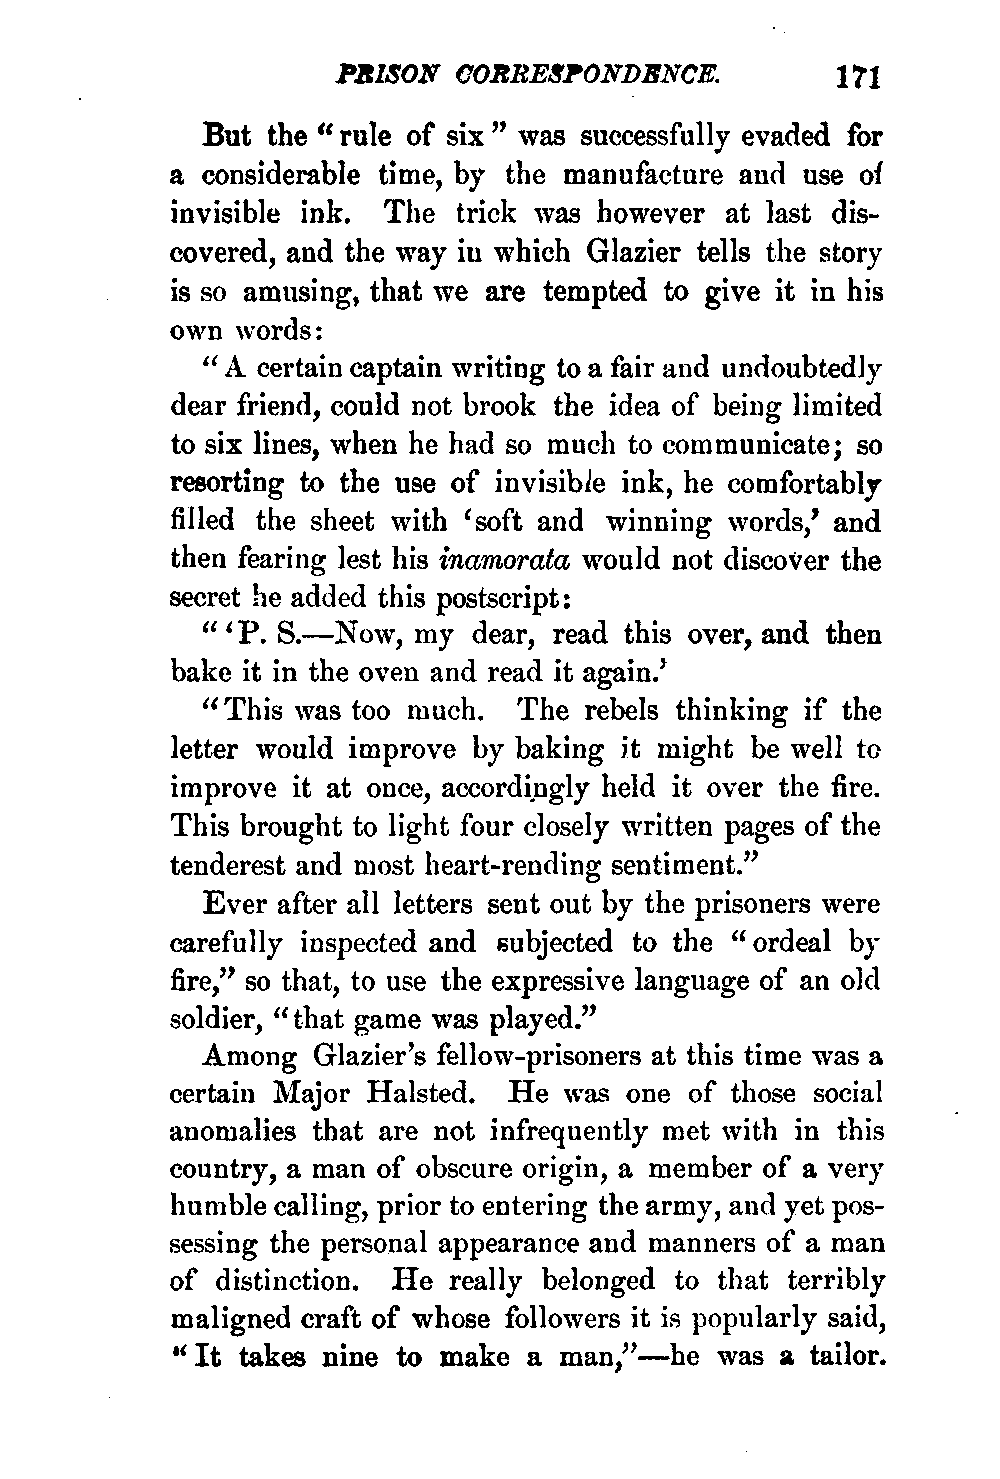 PRISON CORRESPONDENCE. 171
But the "rule of six" was successfully evaded for
a considerable time, by the manufacture and use of
invisible ink. The trick was however at last dis-
covered, and the way in which Glazier tells the story
is so amusing, that we are tempted to give it in his
own words:
"A certain captain writing to a fair and undoubtedly
dear friend, could not brook the idea of being limited
to six lines, when he had so much to communicate; so
resorting to the use of invisible ink, he comfortably
filled the sheet with 'soft and winning words,' and
then fearing lest his inamorata would not discover the
secret he added this postscript:
"'P. S.—Now, my dear, read this over, and then
bake it in the oven and read it again.'
"This was too much. The rebels thinking if the
letter would improve by baking it might be well to
improve it at once, accordingly held it over the fire.
This brought to light four closely written pages of the
tenderest and most heart-rending sentiment."
Ever after all letters sent out by the prisoners were
carefully inspected and subjected to the "ordeal by
fire," so that, to use the expressive language of an old
soldier, "that game was played."
Among Glazier's fellow-prisoners at this time was a
certain Major Halsted. He was one of those social
anomalies that are not infrequently met with in this
country, a man of obscure origin, a member of a very
humble calling, prior to entering the army, and yet pos-
sessing the personal appearance and manners of a man
of distinction. He really belonged to that terribly
maligned craft of whose followers it is popularly said,
"It takes nine to make a man,"—he was a tailor.